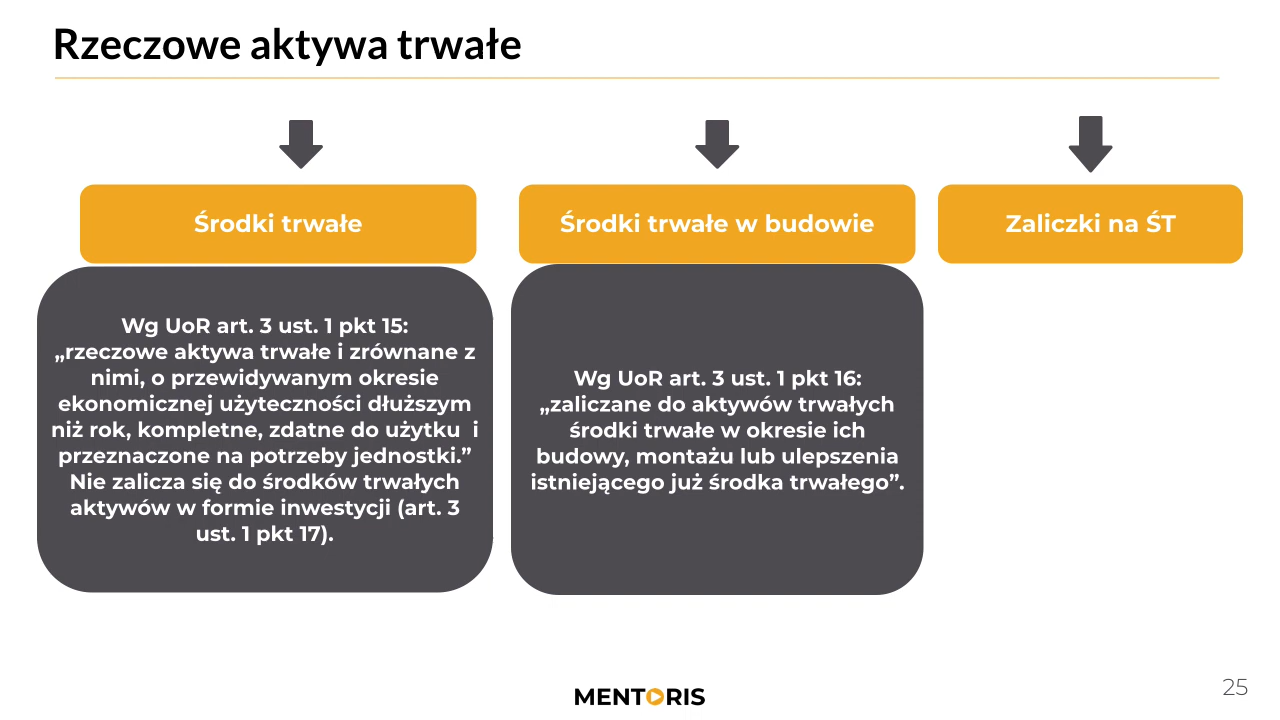 Rzeczowe aktywa trwałe
Środki trwałe
Wg UoR art. 3 ust. 1 pkt 15:
„rzeczowe aktywa trwałe i zrównane z
nimi, o przewidywanym okresie
ekonomicznej użyteczności dłuższym
niż rok, kompletne, zdatne do użytku  i
przeznaczone na potrzeby jednostki.”
Nie zalicza się do środków trwałych
aktywów w formie inwestycji (art. 3
ust. 1 pkt 17).
Środki trwałe w budowie
Wg UoR art. 3 ust. 1 pkt 16:
„zaliczane do aktywów trwałych
środki trwałe w okresie ich
budowy, montażu lub ulepszenia
istniejącego już środka trwałego”.
Zaliczki na ŚT
MENTORIS
25